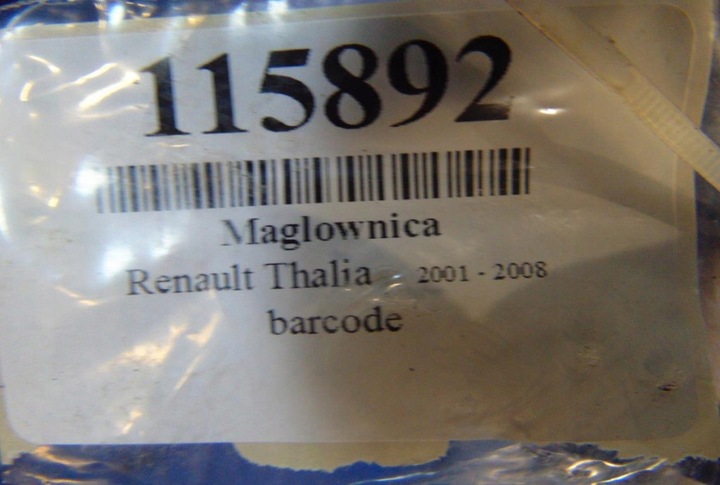 115892
Maglownica
Renault Thalia 2001 - 2008
barcode